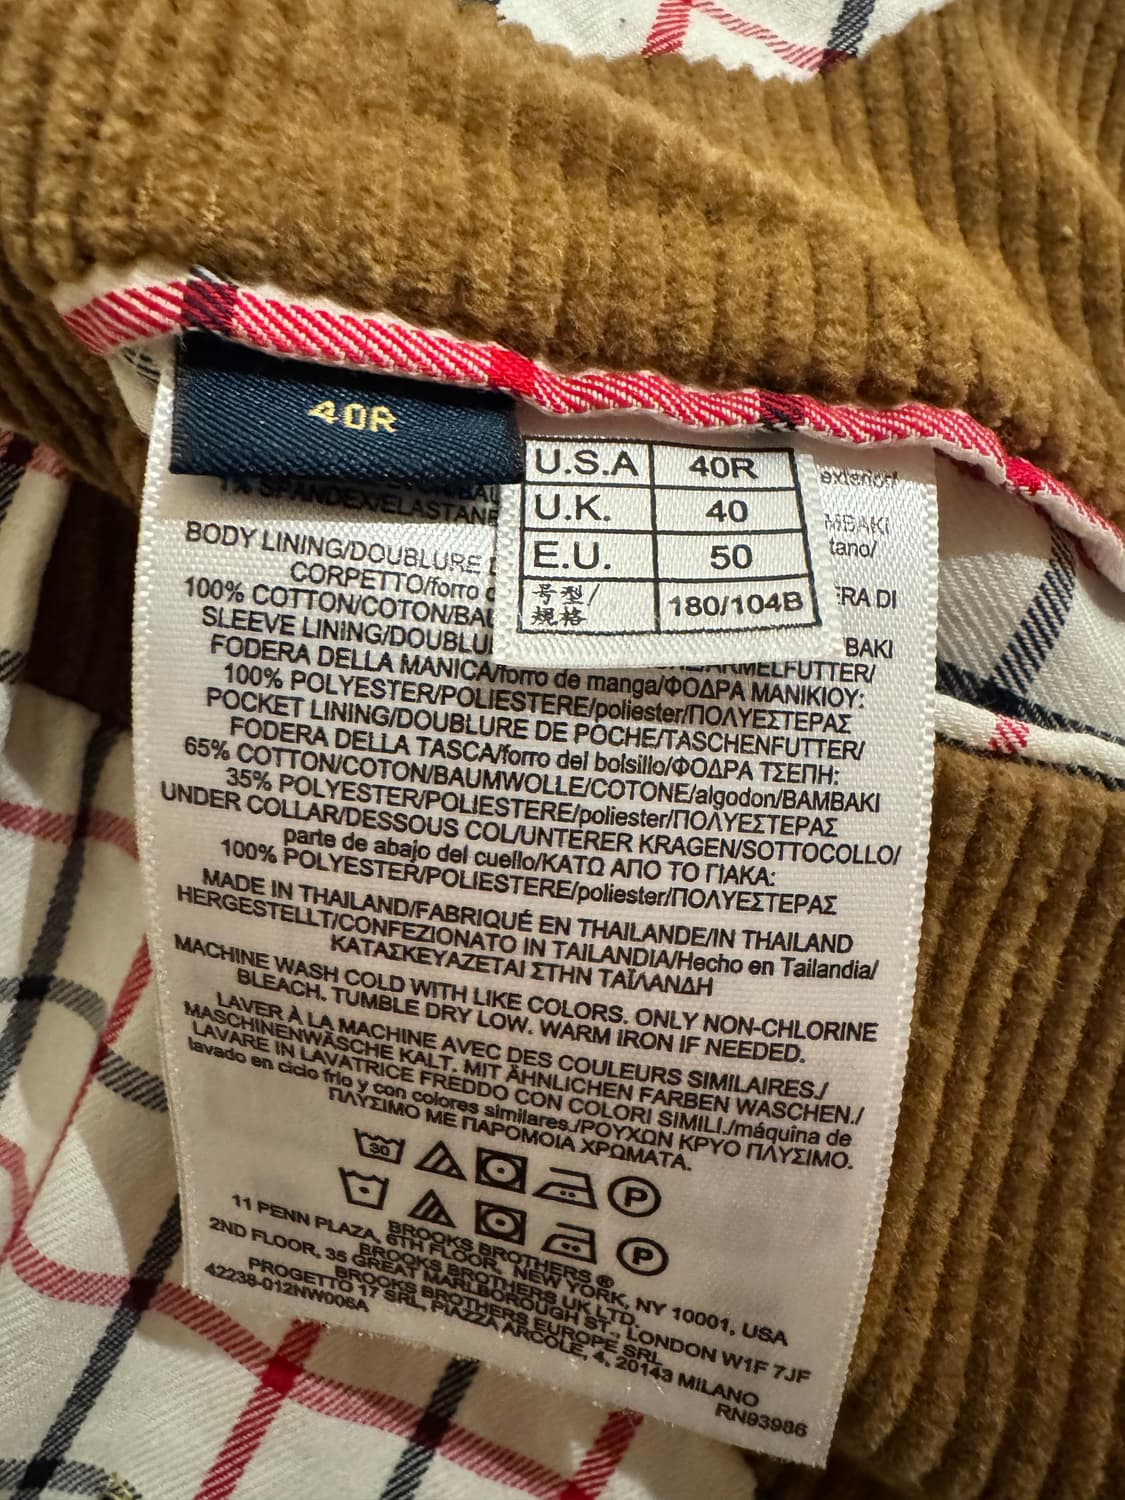 40R
U.S.A 40R
U.K. 40
E.U. 50
号型/ 180/104B
規格
exterior/
1% SPANDEX/ELASTANE
MBAKI
BODY LINING/DOUBLURE tano/
CORPETTO/forro
100% COTTON/COTON/BAU ERA DI
SLEEVE LINING/DOUBLU BAKI
FODERA DELLA MANICA/forro de manga/ΦΟΔΡΑ ΜΑΝΙΚΙΟΥ:
100% POLYESTER/POLIESTERE/poliester/ΠΟΛΥΕΣΤΕΡΑΣ
POCKET LINING/DOUBLURE DE POCHE/TASCHENFUTTER/
FODERA DELLA TASCA/forro del bolsillo/ΦΟΔΡΑ ΤΣΕΠΗ:
65% COTTON/COTON/BAUMWOLLE/COTONE/algodon/BAMBAKI
35% POLYESTER/POLIESTERE/poliester/ΠΟΛΥΕΣΤΕΡΑΣ
UNDER COLLAR/DESSOUS COL/UNTERER KRAGEN/SOTTOCOLLO/
parte de abajo del cuello/ΚΑΤΩ ΑΠΟ ΤΟ ΓΙΑΚΑ:
100% POLYESTER/POLIESTERE/poliester/ΠΟΛΥΕΣΤΕΡΑΣ
MADE IN THAILAND/FABRIQUÉ EN THAILANDE/IN THAILAND
HERGESTELLT/CONFEZIONATO IN TAILANDIA/Hecho en Tailandia/
ΚΑΤΑΣΚΕΥΑΖΕΤΑΙ ΣΤΗΝ ΤΑΪΛΑΝΔΗ
MACHINE WASH COLD WITH LIKE COLORS. ONLY NON-CHLORINE
BLEACH. TUMBLE DRY LOW. WARM IRON IF NEEDED.
LAVER À LA MACHINE AVEC DES COULEURS SIMILAIRES./
MASCHINENWÄSCHE KALT. MIT ÄHNLICHEN FARBEN WASCHEN./
LAVARE IN LAVATRICE FREDDO CON COLORI SIMILI./máquina de
lavado en ciclo frio y con colores similares./ΡΟΥΧΩΝ ΚΡΥΟ ΠΛΥΣΙΜΟ.
ΠΛΥΣΙΜΟ ΜΕ ΠΑΡΟΜΟΙΑ ΧΡΩΜΑΤΑ.
30 P
P
BROOKS BROTHERS ®
11 PENN PLAZA, 6TH FLOOR, NEW YORK, NY 10001, USA
BROOKS BROTHERS UK LTD.
2ND FLOOR, 35 GREAT MARLBOROUGH ST., LONDON W1F 7JF
BROOKS BROTHERS EUROPE SRL
PROGETTO 17 SRL, PIAZZA ARCOLE, 4, 20143 MILANO
42238-012NW006A RN93986